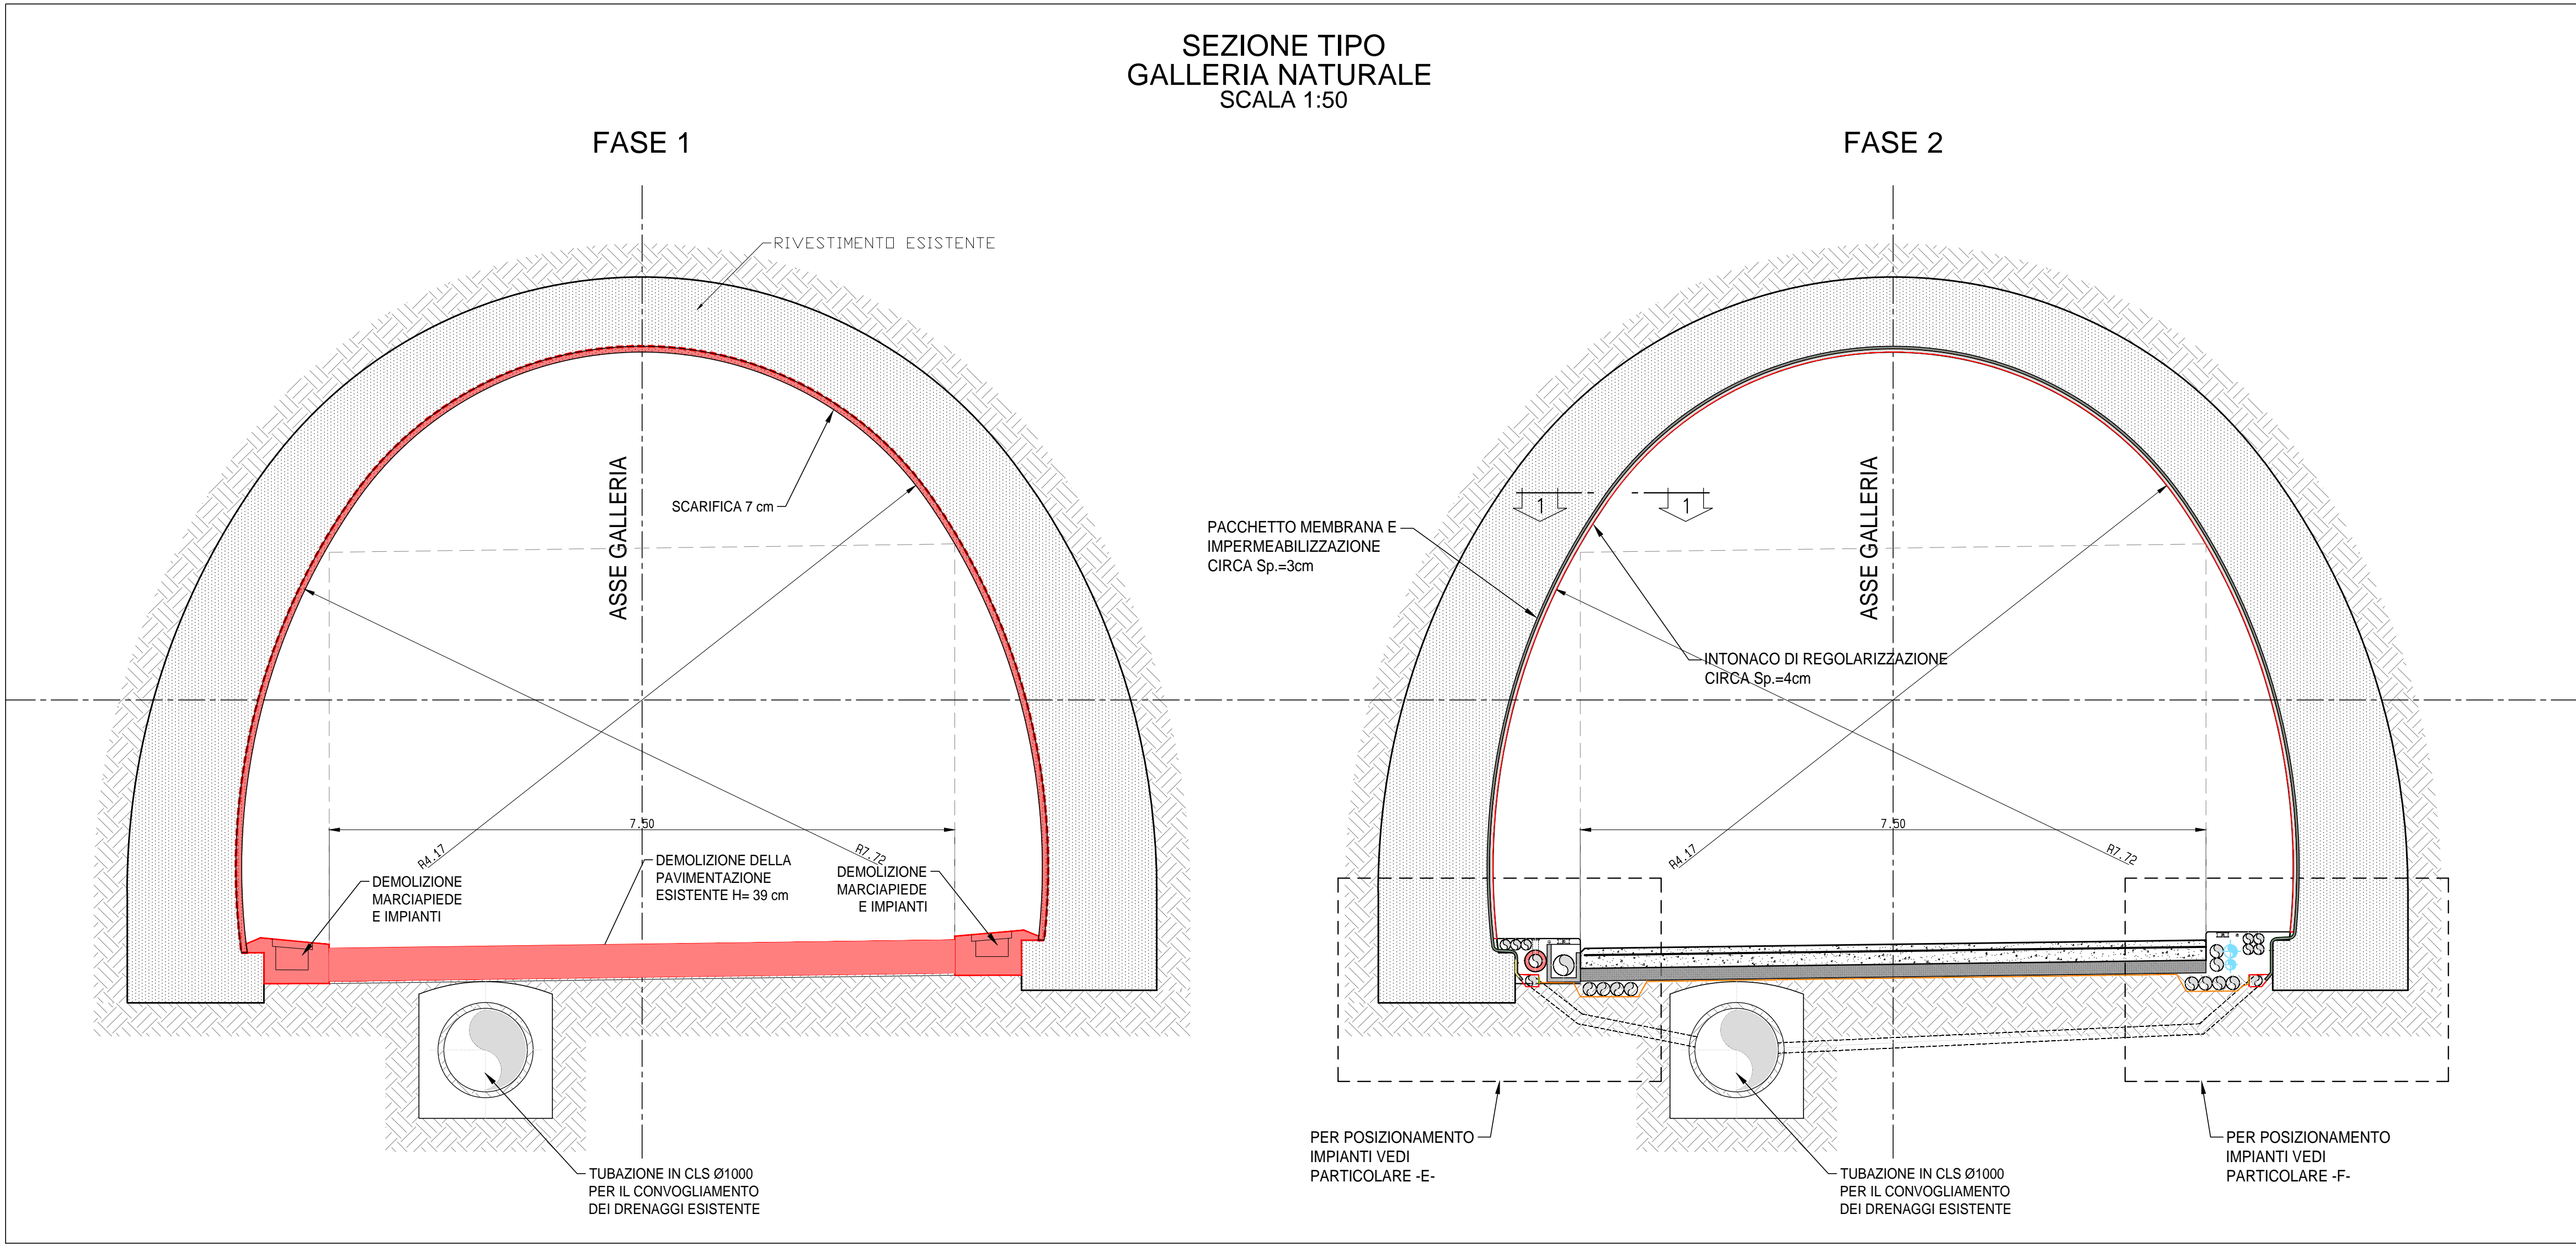 SEZIONE TIPO
GALLERIA NATURALE
SCALA 1:50
FASE 1
RIVESTIMENTO ESISTENTE
SCARIFICA 7 cm
ASSE GALLERIA
7.50
R4.17
R7.72
DEMOLIZIONE
MARCIAPIEDE
E IMPIANTI
DEMOLIZIONE DELLA
PAVIMENTAZIONE
ESISTENTE H= 39 cm
DEMOLIZIONE
MARCIAPIEDE
E IMPIANTI
TUBAZIONE IN CLS Ø1000
PER IL CONVOGLIAMENTO
DEI DRENAGGI ESISTENTE
FASE 2
1
1
PACCHETTO MEMBRANA E
IMPERMEABILIZZAZIONE
CIRCA Sp.=3cm
ASSE GALLERIA
INTONACO DI REGOLARIZZAZIONE
CIRCA Sp.=4cm
7.50
R4.17
R7.72
PER POSIZIONAMENTO
IMPIANTI VEDI
PARTICOLARE -E-
TUBAZIONE IN CLS Ø1000
PER IL CONVOGLIAMENTO
DEI DRENAGGI ESISTENTE
PER POSIZIONAMENTO
IMPIANTI VEDI
PARTICOLARE -F-